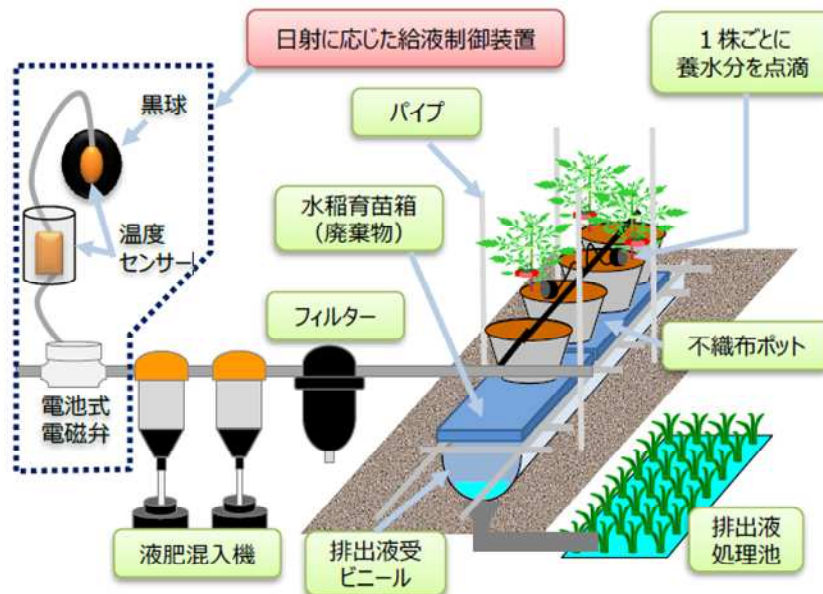 日射に応じた給液制御装置
１株ごとに
養水分を点滴
黒球
パイプ
水稲育苗箱
（廃棄物）
温度
センサー
フィルター
不織布ポット
電池式
電磁弁
液肥混入機
排出液受
ビニール
排出液
処理池